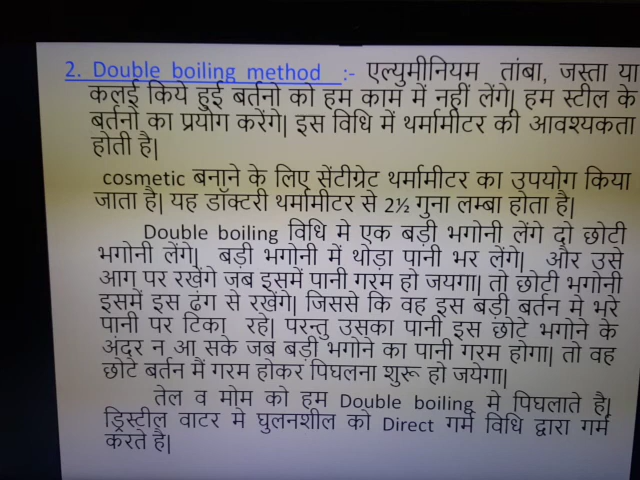 2. Double boiling method :- एल्युमीनियम तांबा, जस्ता या
कलई किये हुई बर्तनो को हम काम में नहीं लेंगे| हम स्टील के
बर्तनो का प्रयोग करेंगे| इस विधि में थर्मामीटर की आवश्यकता
होती है|
cosmetic बनाने के लिए सेंटीग्रेट थर्मामीटर का उपयोग किया
जाता है| यह डॉक्टरी थर्मामीटर से 2½ गुना लम्बा होता है|
Double boiling विधि मे एक बड़ी भगोनी लेंगे दो छोटी
भगोनी लेंगे| बड़ी भगोनी में थोड़ा पानी भर लेंगे| और उसे
आग पर रखेंगे जब इसमें पानी गरम हो जयगा| तो छोटी भगोनी
इसमें इस ढंग से रखेंगे| जिससे कि वह इस बड़ी बर्तन मे भरे
पानी पर टिका रहे| परन्तु उसका पानी इस छोटे भगोने के
अंदर न आ सके जब बड़ी भगोने का पानी गरम होगा| तो वह
छोटे बर्तन मैं गरम होकर पिघलना शुरू हो जयेगा|
तेल व मोम को हम Double boiling मे पिघलाते है|
ड्रिस्टील वाटर मे घुलनशील को Direct गर्म विधि द्वारा गर्म
करते है|